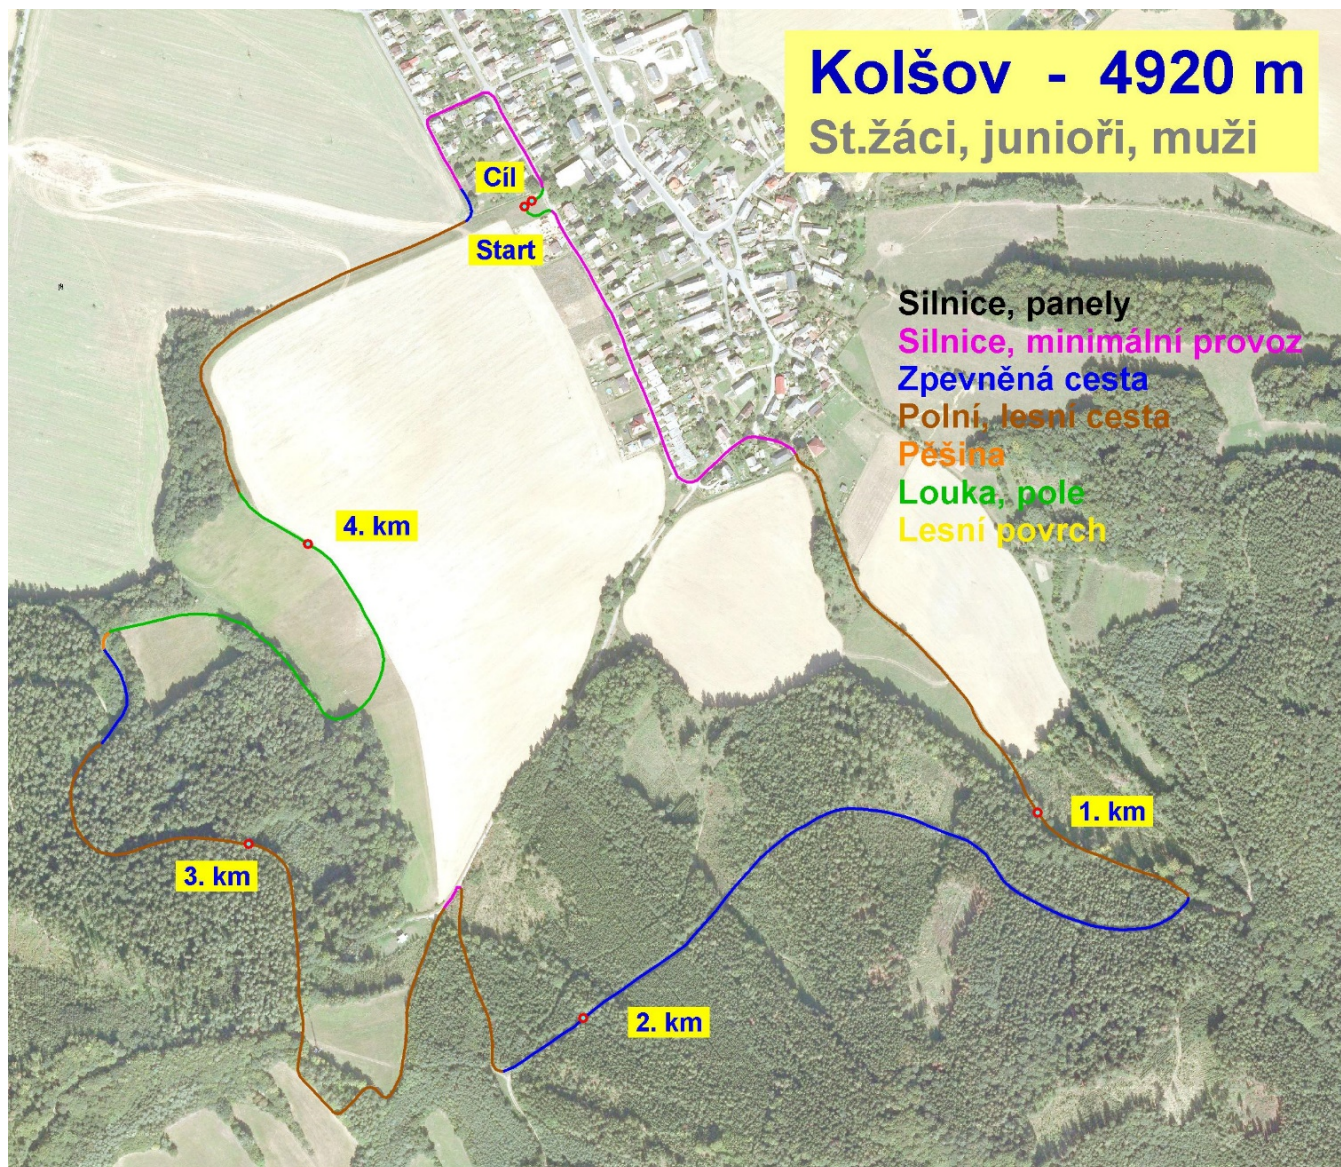 Kolšov - 4920 m
St.žáci, junioři, muži
Cíl
Start
Silnice, panely
Silnice, minimální provoz
Zpevněná cesta
Polní, lesní cesta
Pěšina
Louka, pole
Lesní povrch
4. km
1. km
3. km
2. km